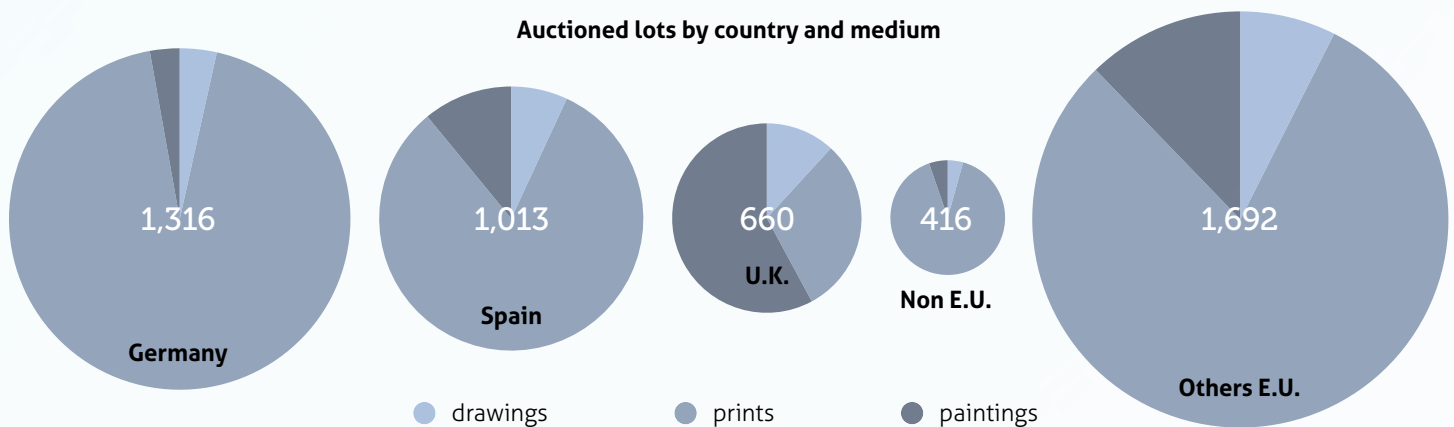 Auctioned lots by country and medium
1,316
Germany
1,013
Spain
660
U.K.
416
Non E.U.
1,692
Others E.U.
drawings
prints
paintings